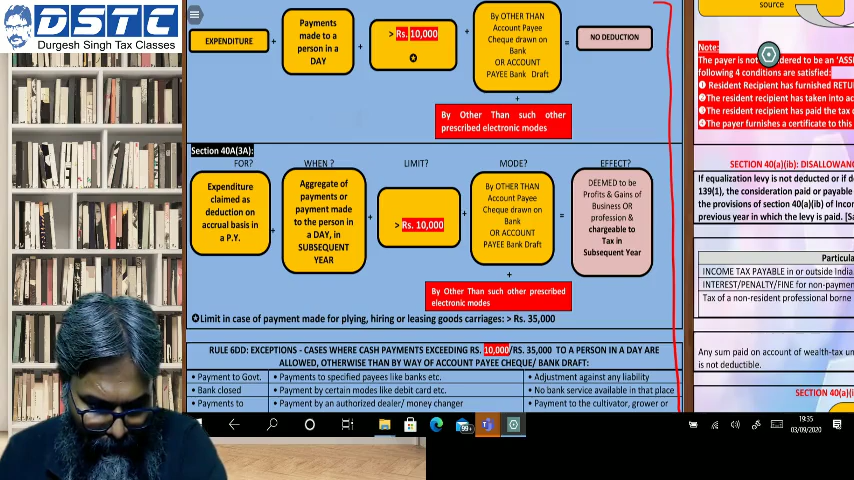 DSTC
Durgesh Singh Tax Classes
EXPENDITURE
+
Payments
made to a
person in a
DAY
+
> Rs. 10,000
✪
+
By OTHER THAN
Account Payee
Cheque drawn on
Bank
OR ACCOUNT
PAYEE Bank Draft
=
NO DEDUCTION
+
By Other Than such other
prescribed electronic modes
Section 40A(3A):
FOR?
WHEN ?
LIMIT?
MODE?
EFFECT?
Expenditure
claimed as
deduction on
accrual basis in
a P.Y.
+
Aggregate of
payments or
payment made
to the person in
a DAY, in
SUBSEQUENT
YEAR
+
> Rs. 10,000
+
By OTHER THAN
Account Payee
Cheque drawn on
Bank
OR ACCOUNT
PAYEE Bank Draft
=
DEEMED to be
Profits & Gains of
Business OR
profession &
chargeable to
Tax in
Subsequent Year
+
By Other Than such other prescribed
electronic modes
✪Limit in case of payment made for plying, hiring or leasing goods carriages: > Rs. 35,000
RULE 6DD: EXCEPTIONS - CASES WHERE CASH PAYMENTS EXCEEDING RS. 10,000/RS. 35,000 TO A PERSON IN A DAY ARE
ALLOWED, OTHERWISE THAN BY WAY OF ACCOUNT PAYEE CHEQUE/ BANK DRAFT:
• Payment to Govt. • Payments to specified payees like banks etc. • Adjustment against any liability
• Bank closed • Payment by certain modes like debit card etc. • No bank service available in that place
• Payments to • Payment by an authorized dealer/ money changer • Payment to the cultivator, grower or
source
Note:
The payer is not dered to be an 'ASSE
following 4 conditions are satisfied:
❶ Resident Recipient has furnished RETU
❷The resident recipient has taken into ac
❸The resident recipient has paid the tax o
❹The payer furnishes a certificate to this
SECTION 40(a)(ib): DISALLOWANC
If equalization levy is not deducted or if de
139(1), the consideration paid or payable
the provisions of section 40(a)(ib) of Incom
previous year in which the levy is paid. [Sa
Particula
INCOME TAX PAYABLE in or outside India
INTEREST/PENALTY/FINE for non-paymen
Tax of a non-resident professional borne
Any sum paid on account of wealth-tax un
is not deductible.
SECTION 40(a)(i
99+
19:35
03/09/2020